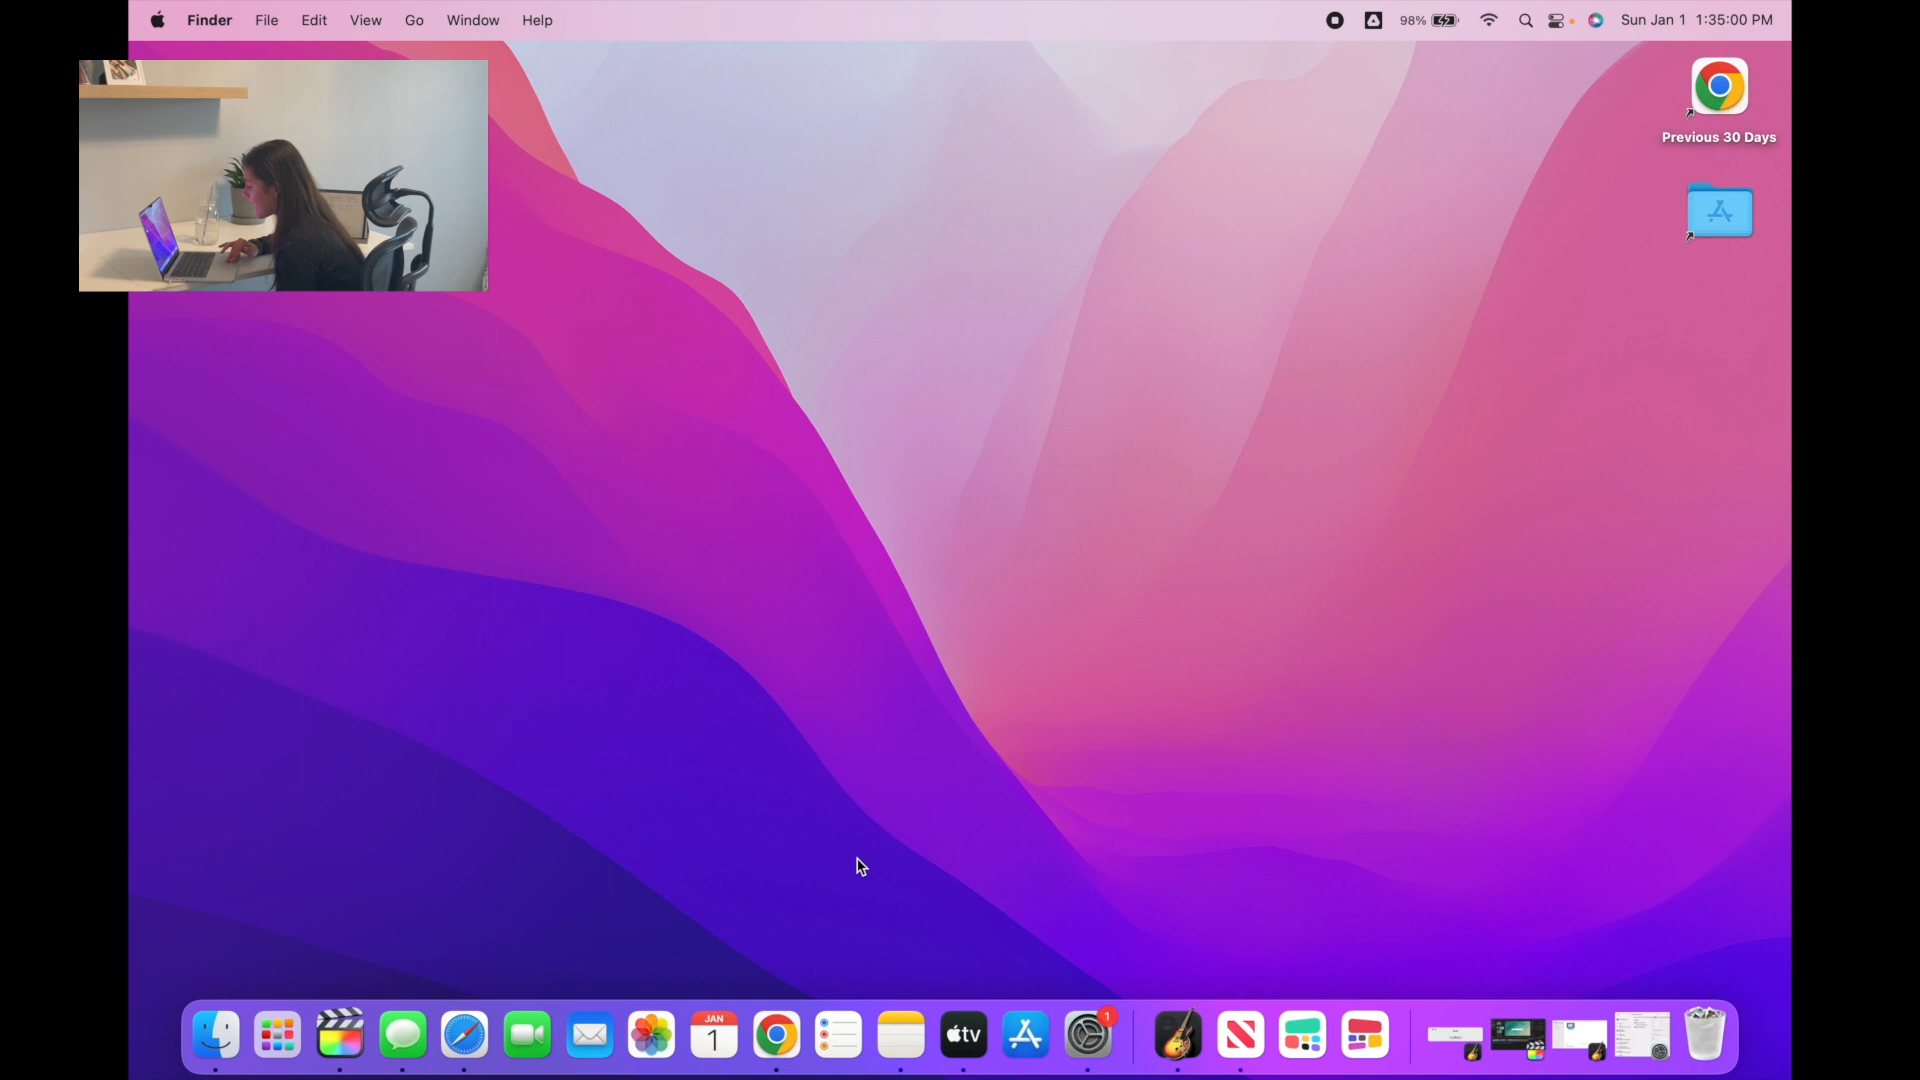 Finder File Edit View Go Window Help 98% Sun Jan 1 1:35:00 PM
Previous 30 Days
JAN
1
tv
1